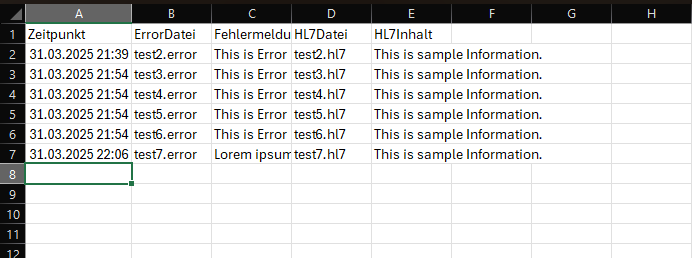 A B C D E F G H
1 Zeitpunkt ErrorDatei Fehlermeldu HL7Datei HL7Inhalt
2 31.03.2025 21:39 test2.error This is Error test2.hl7 This is sample Information.
3 31.03.2025 21:54 test3.error This is Error test3.hl7 This is sample Information.
4 31.03.2025 21:54 test4.error This is Error test4.hl7 This is sample Information.
5 31.03.2025 21:54 test5.error This is Error test5.hl7 This is sample Information.
6 31.03.2025 21:54 test6.error This is Error test6.hl7 This is sample Information.
7 31.03.2025 22:06 test7.error Lorem ipsum test7.hl7 This is sample Information.
8
9
10
11
12